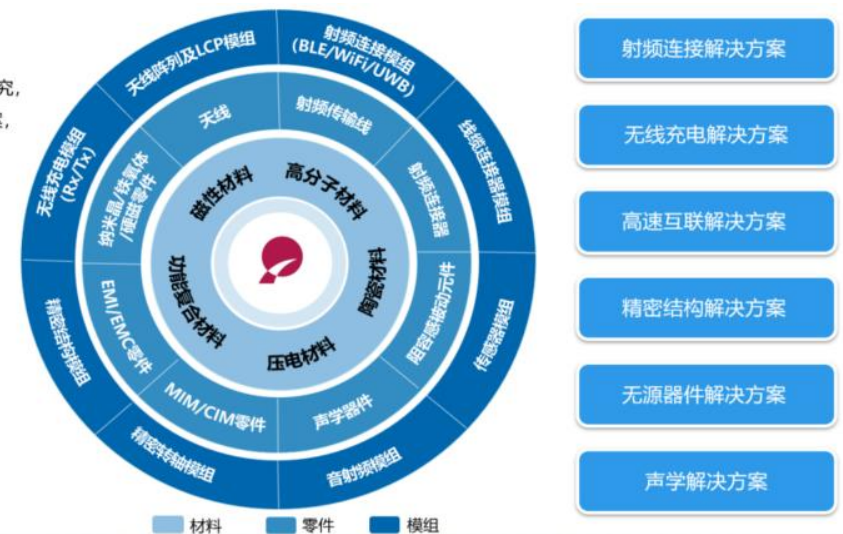 究，
，
天线阵列及LCP模组
射频连接模组
(BLE/WiFi/UWB)
线缆连接器模组
传感器模组
音射频模组
精密转轴模组
精密结构模组
无线充电模组
(Rx/Tx)
天线
射频传输线
射频连接器
阻容感被动元件
声学器件
MIM/CIM零件
EMI/EMC零件
纳米晶/铁氧体
/硬磁零件
磁性材料
高分子材料
陶瓷材料
压电材料
功能复合材料
材料
零件
模组
射频连接解决方案
无线充电解决方案
高速互联解决方案
精密结构解决方案
无源器件解决方案
声学解决方案